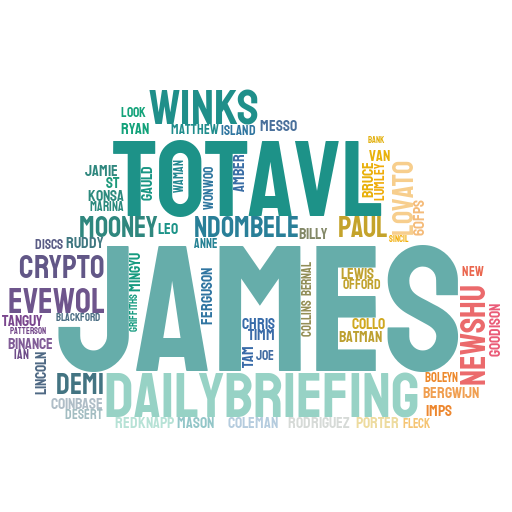 WINKS
LOOK
RYAN
MATTHEW
ISLAND
MESSO
BANK
TOTAVL
VAN
JAMIE
ST
GAULD
WAMAN
WONWOO
AMBER
BRUCE
LUMLEY
LOVATO
60FPS
KONSA
MARINA
MOONEY
LEO
NDOMBELE
BILLY
PAUL
SINCIL
DISCS
RUDDY
ANNE
CRYPTO
MINGYU
JAMES
FERGUSON
COLLINS
BERNAL
LEWIS
OFFORD
NEW
EVEWOL
GRIFFITHS
NEWSHU
GOODISON
TANGUY
BLACKFORD
PATTERSON
CHRIS
TIMM
COLLO
BATMAN
BINANCE
IAN
LINCOLN
TAM
JOE
DEMI
DAILYBRIEFING
BOLEYN
BERGWIJN
COINBASE
DESERT
IMPS
REDKNAPP
MASON
COLEMAN
RODRIGUEZ
PORTER
FLECK